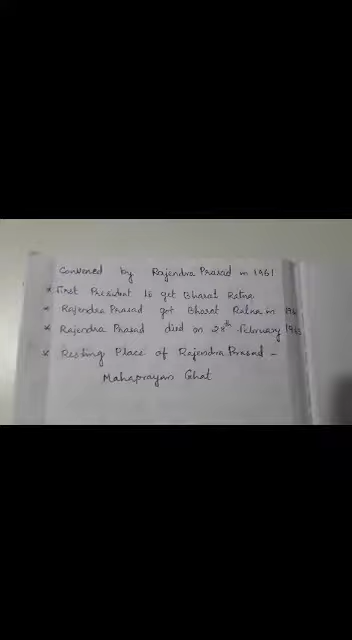 Convened by Rajendra Prasad in 1961
* First President to get Bharat Ratna
* Rajendra Prasad got Bharat Ratna in
* Rajendra Prasad died on 28th February 1963
* Resting Place of Rajendra Prasad -
Mahaprayan Ghat